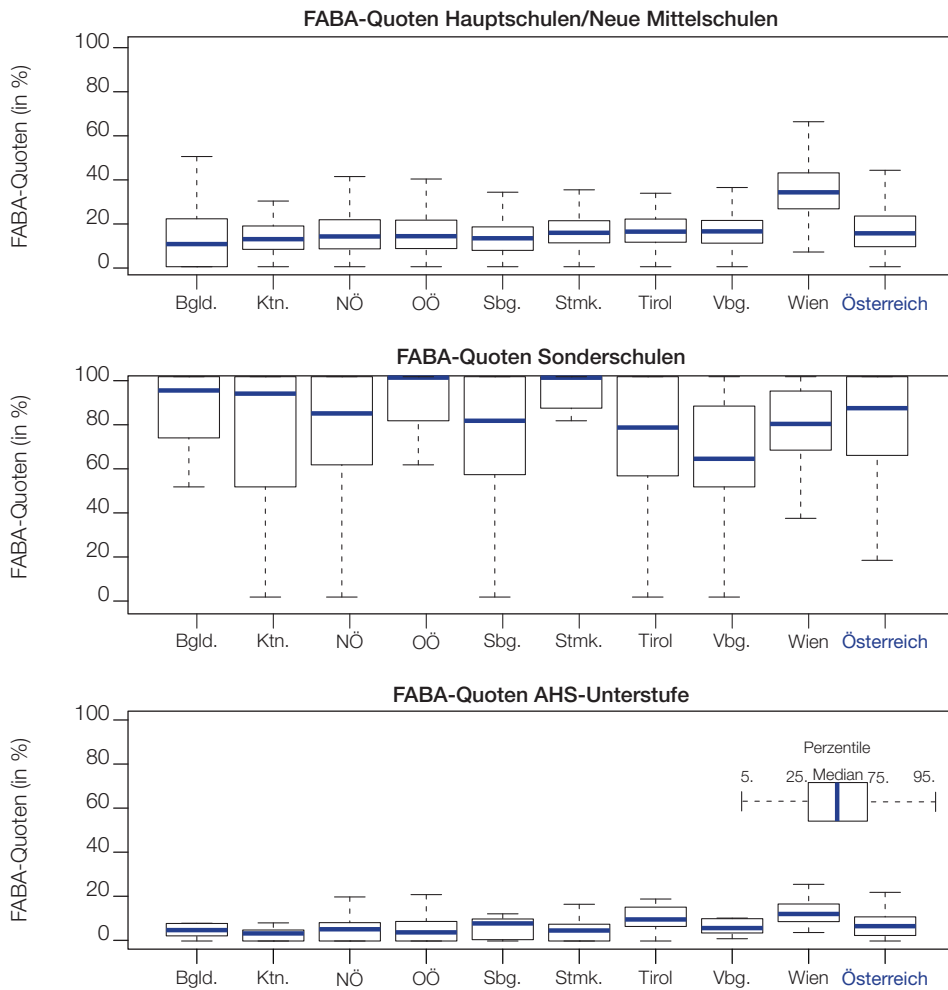 FABA-Quoten Hauptschulen/Neue Mittelschulen
FABA-Quoten (in %)
100
80
60
40
20
0
Bgld. Ktn. NÖ OÖ Sbg. Stmk. Tirol Vbg. Wien Österreich
FABA-Quoten Sonderschulen
FABA-Quoten (in %)
100
80
60
40
20
0
Bgld. Ktn. NÖ OÖ Sbg. Stmk. Tirol Vbg. Wien Österreich
FABA-Quoten AHS-Unterstufe
FABA-Quoten (in %)
100
80
60
40
20
0
Perzentile
5. 25. Median 75. 95.
Bgld. Ktn. NÖ OÖ Sbg. Stmk. Tirol Vbg. Wien Österreich